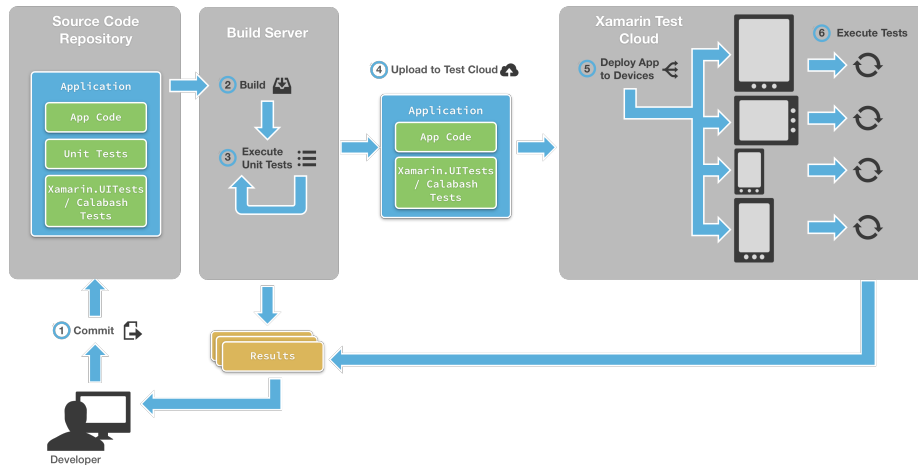 Source Code
Repository
Application
App Code
Unit Tests
Xamarin.UITests
/ Calabash
Tests
1 Commit
Developer
Build Server
2 Build
3 Execute
Unit Tests
Results
4 Upload to Test Cloud
Application
App Code
Xamarin.UITests
/ Calabash
Tests
Xamarin Test
Cloud
5 Deploy App
to Devices
6 Execute Tests